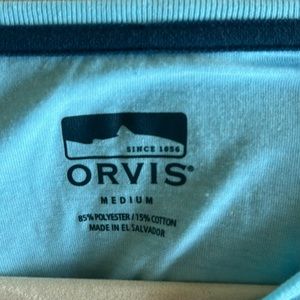 SINCE 1856
ORVIS®
MEDIUM
85% POLYESTER / 15% COTTON
MADE IN EL SALVADOR